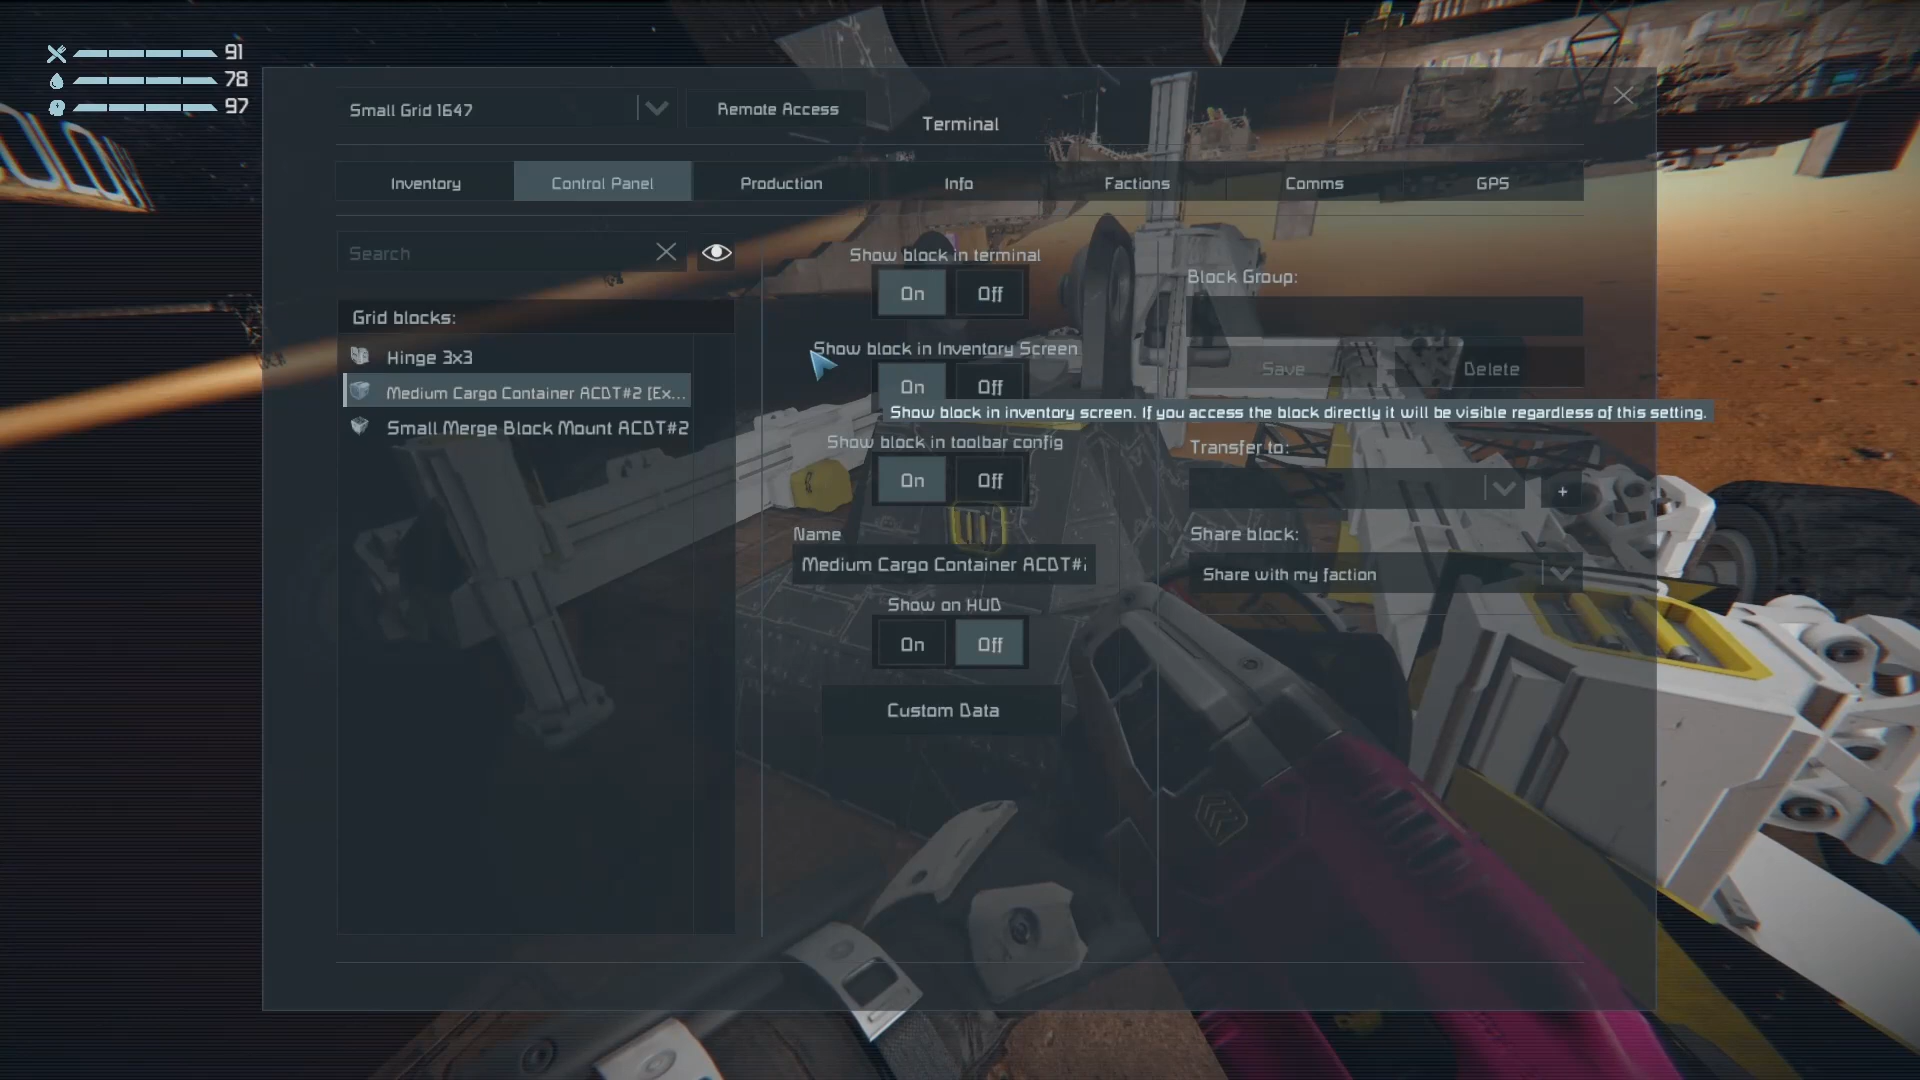 91
78
97
Small Grid 1647
Remote Access
Terminal
Inventory
Control Panel
Production
Info
Factions
Comms
GPS
Search
Grid blocks:
Hinge 3x3
Medium Cargo Container ACDT#2 [Ex...
Small Merge Block Mount ACDT#2
Show block in terminal
On
Off
Show block in Inventory Screen
On
Off
Show block in inventory screen. If you access the block directly it will be visible regardless of this setting.
Show block in toolbar config
On
Off
Name
Medium Cargo Container ACDT#
Show on HUD
On
Off
Custom Data
Block Group:
Save
Delete
Transfer to:
+
Share block:
Share with my faction